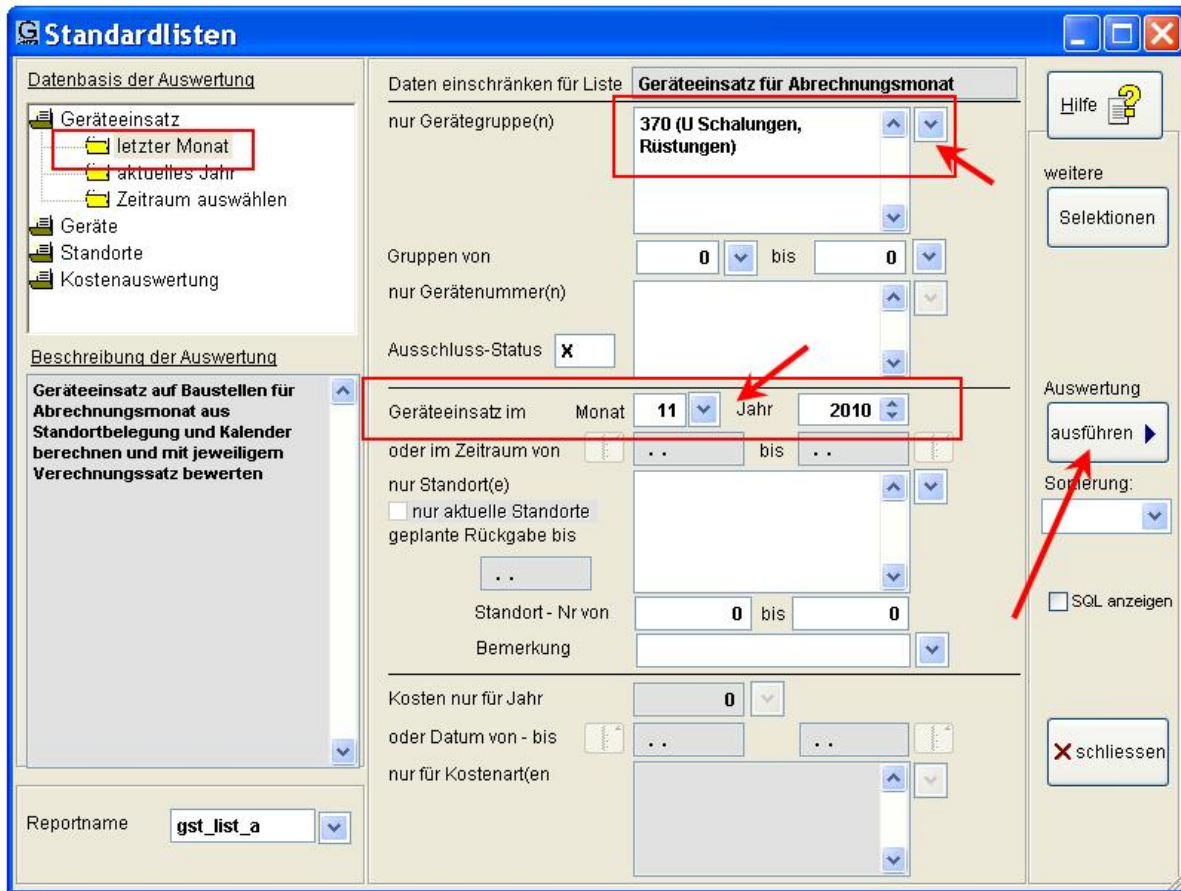 Standardlisten
Datenbasis der Auswertung
Geräteeinsatz
letzter Monat
aktuelles Jahr
Zeitraum auswählen
Geräte
Standorte
Kostenauswertung
Beschreibung der Auswertung
Geräteeinsatz auf Baustellen für
Abrechnungsmonat aus
Standortbelegung und Kalender
berechnen und mit jeweiligem
Verechnungssatz bewerten
Reportname gst_list_a
Daten einschränken für Liste Geräteeinsatz für Abrechnungsmonat
nur Gerätegruppe(n) 370 (U Schalungen,
Rüstungen)
Gruppen von 0 bis 0
nur Gerätenummer(n)
Ausschluss-Status X
Geräteeinsatz im Monat 11 Jahr 2010
oder im Zeitraum von . . bis . .
nur Standort(e)
nur aktuelle Standorte
geplante Rückgabe bis
. .
Standort - Nr von 0 bis 0
Bemerkung
Kosten nur für Jahr 0
oder Datum von - bis . . . .
nur für Kostenart(en
Hilfe
weitere
Selektionen
Auswertung
ausführen
Sortierung:
SQL anzeigen
schliessen